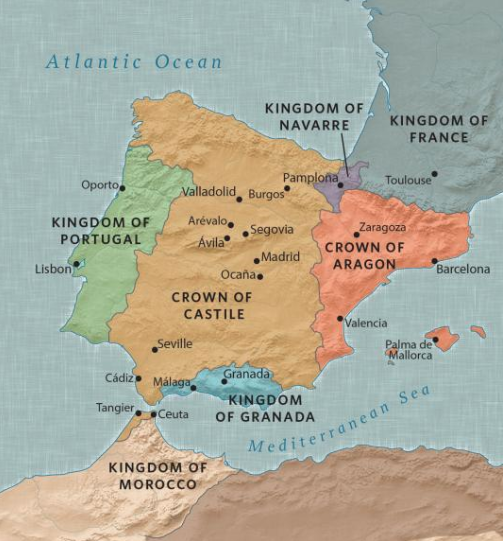 Atlantic Ocean
KINGDOM OF
NAVARRE
KINGDOM OF
FRANCE
Toulouse
Pamplona
Oporto
Valladolid
Burgos
KINGDOM OF
PORTUGAL
Arévalo
Segovia
Ávila
Zaragoza
CROWN OF
ARAGON
Lisbon
Madrid
Barcelona
Ocaña
CROWN OF
CASTILE
Valencia
Seville
Palma de
Mallorca
Cádiz
Málaga
Granada
KINGDOM
OF GRANADA
Tangier
Ceuta
Mediterranean Sea
KINGDOM OF
MOROCCO